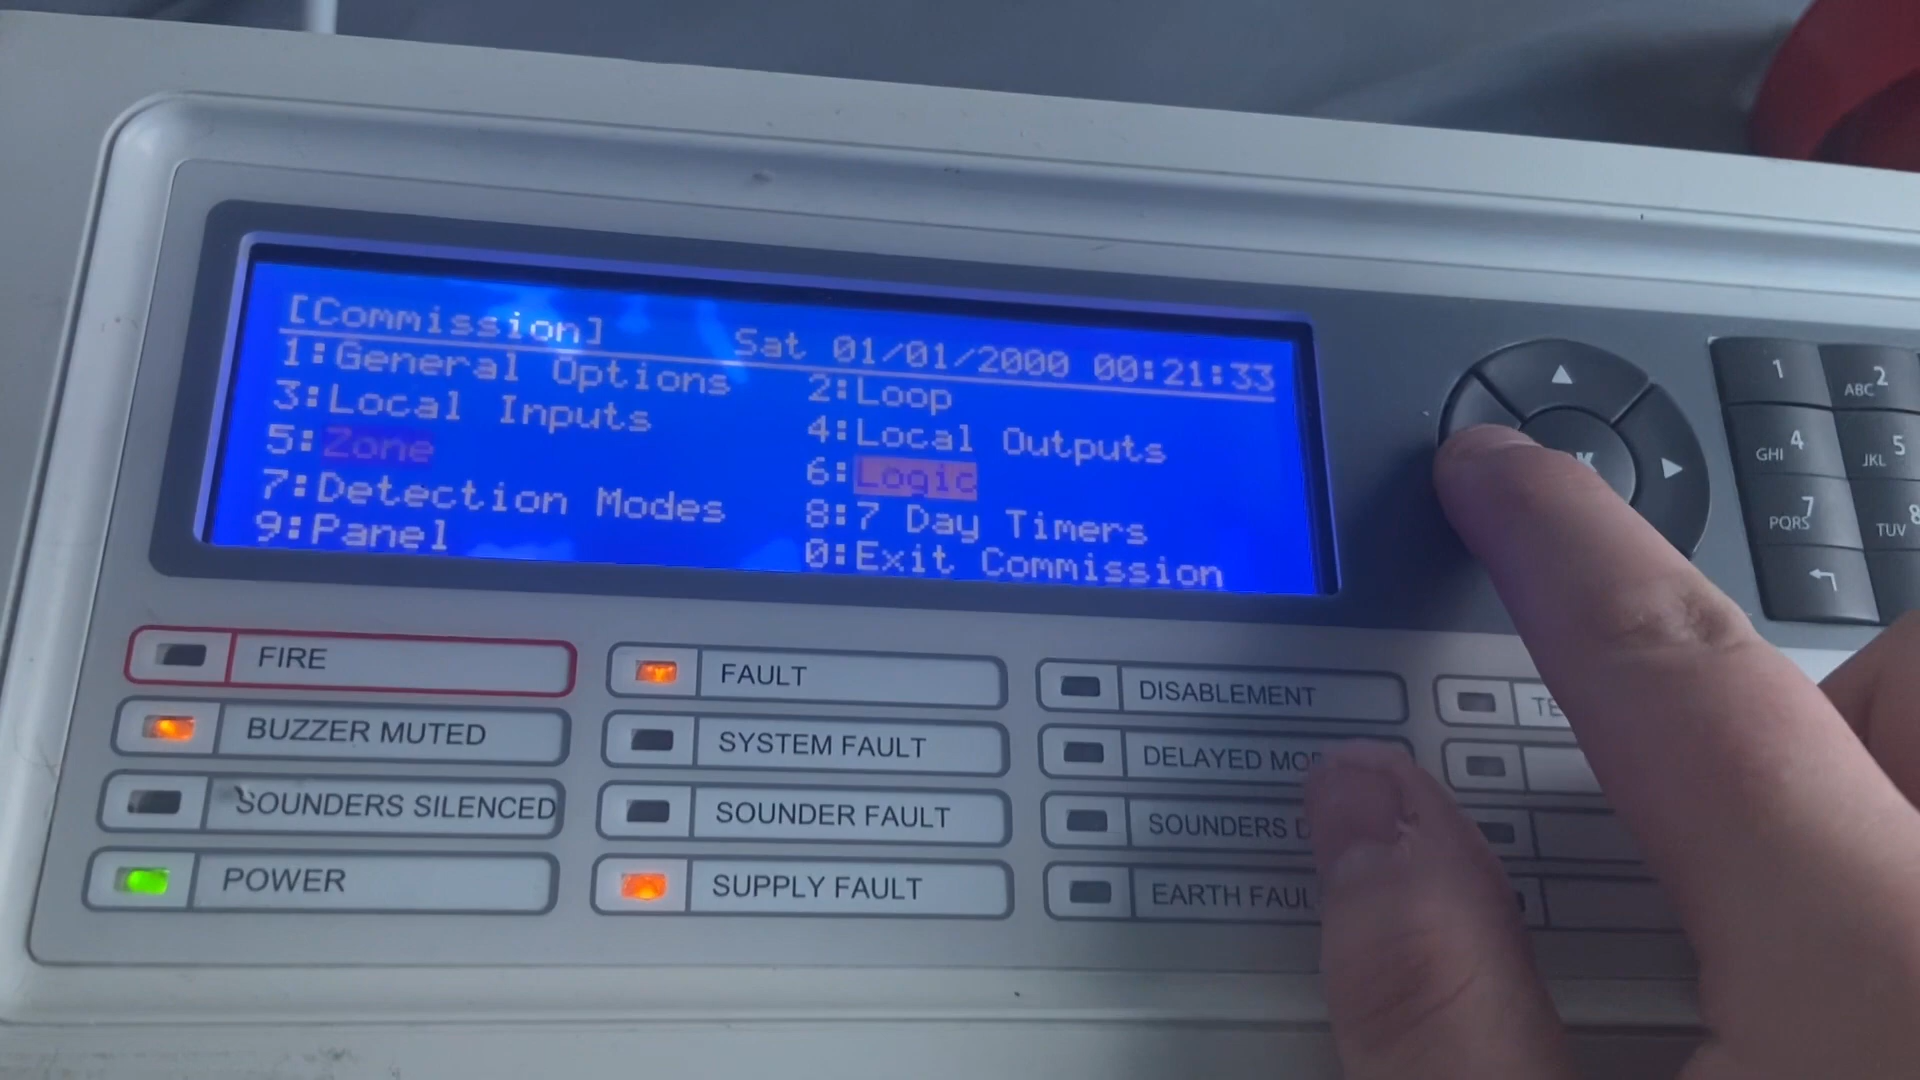 [Commission] Sat 01/01/2000 00:21:33
1:General Options 2:Loop
3:Local Inputs 4:Local Outputs
5:Zone 6:Logic
7:Detection Modes 8:7 Day Timers
9:Panel 0:Exit Commission
1 ABC 2
GHI 4 JKL 5
PQRS 7 TUV 8
FIRE FAULT DISABLEMENT
BUZZER MUTED SYSTEM FAULT DELAYED
SOUNDERS SILENCED SOUNDER FAULT SOUNDERS
POWER SUPPLY FAULT EARTH